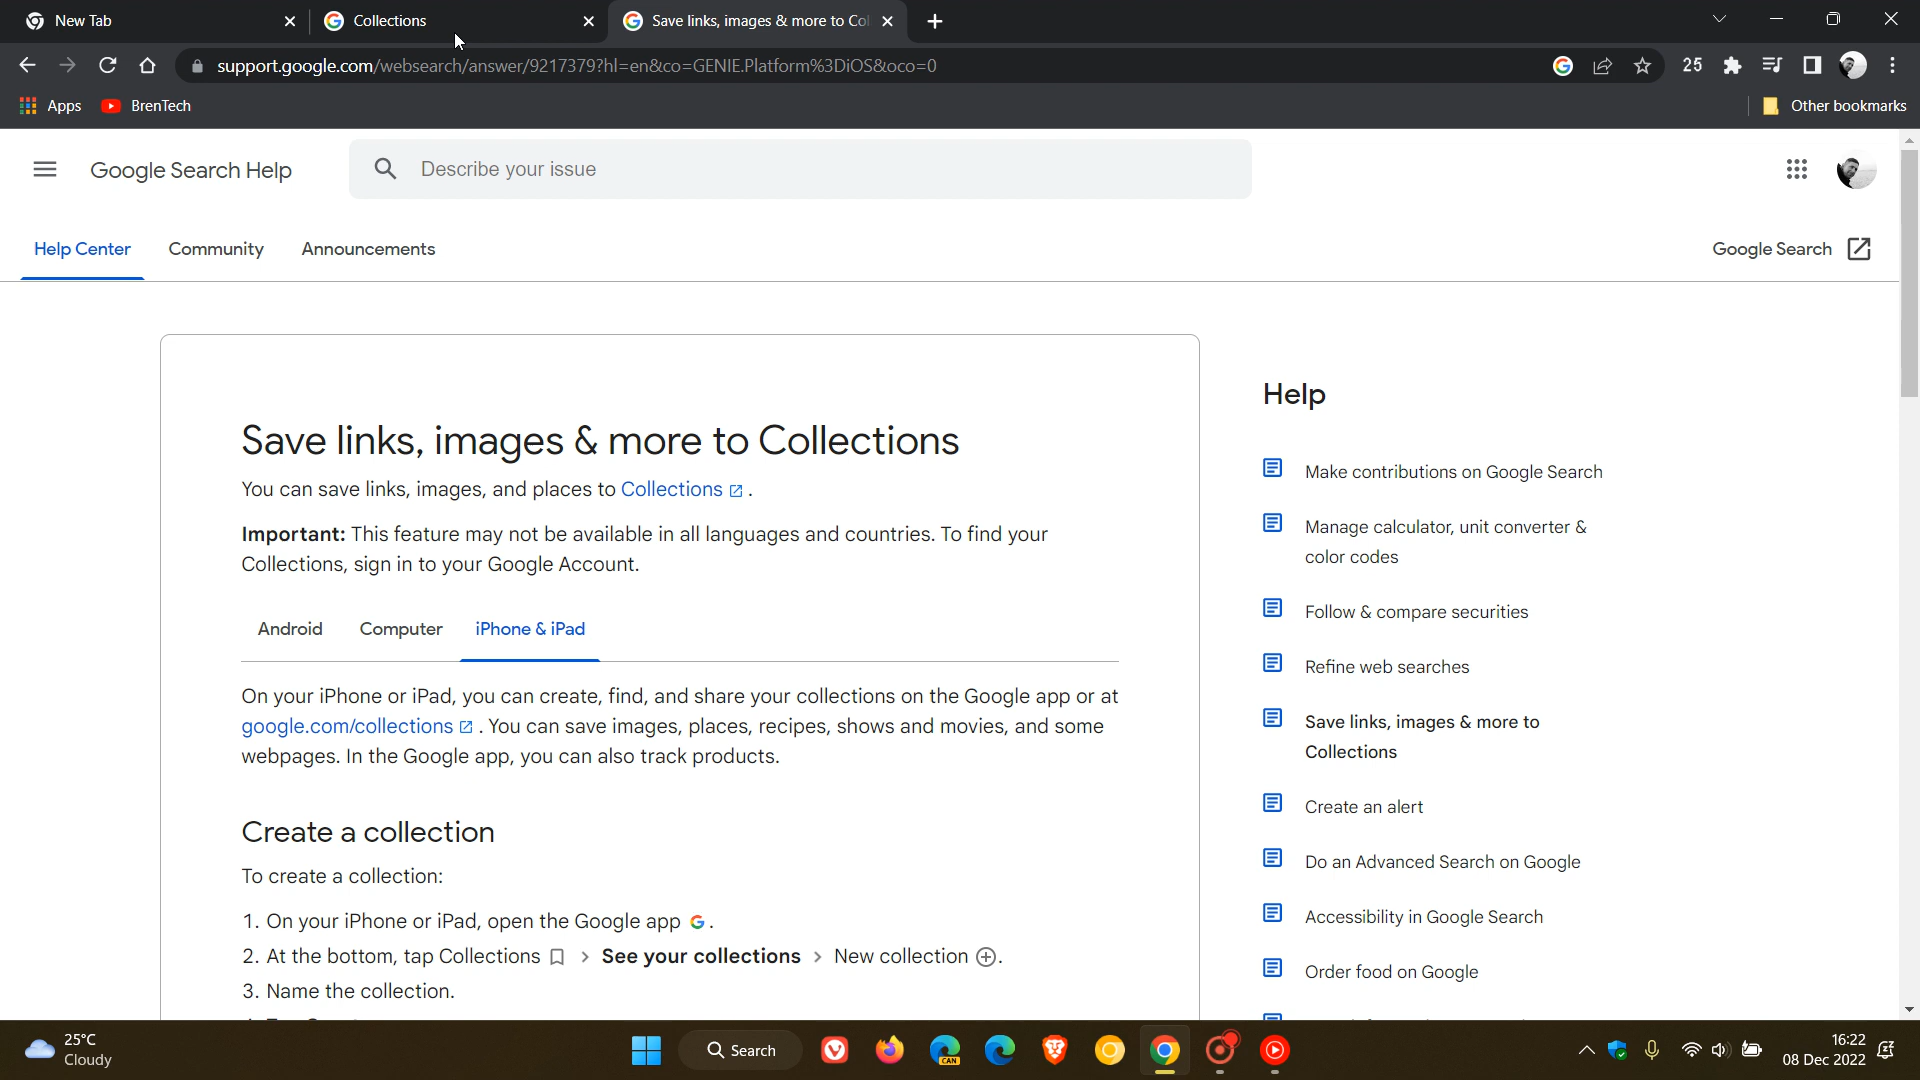 New Tab
Collections
Save links, images & more to Col
support.google.com/websearch/answer/9217379?hl=en&co=GENIE.Platform%3DiOS&oco=0
25
Apps
BrenTech
Other bookmarks
Google Search Help
Describe your issue
Help Center
Community
Announcements
Google Search
Save links, images & more to Collections
You can save links, images, and places to Collections .
Important: This feature may not be available in all languages and countries. To find your
Collections, sign in to your Google Account.
Android
Computer
iPhone & iPad
On your iPhone or iPad, you can create, find, and share your collections on the Google app or at
google.com/collections . You can save images, places, recipes, shows and movies, and some
webpages. In the Google app, you can also track products.
Create a collection
To create a collection:
1. On your iPhone or iPad, open the Google app .
2. At the bottom, tap Collections > See your collections > New collection .
3. Name the collection.
Help
Make contributions on Google Search
Manage calculator, unit converter &
color codes
Follow & compare securities
Refine web searches
Save links, images & more to
Collections
Create an alert
Do an Advanced Search on Google
Accessibility in Google Search
Order food on Google
25°C
Cloudy
Search
CAN
16:22
08 Dec 2022